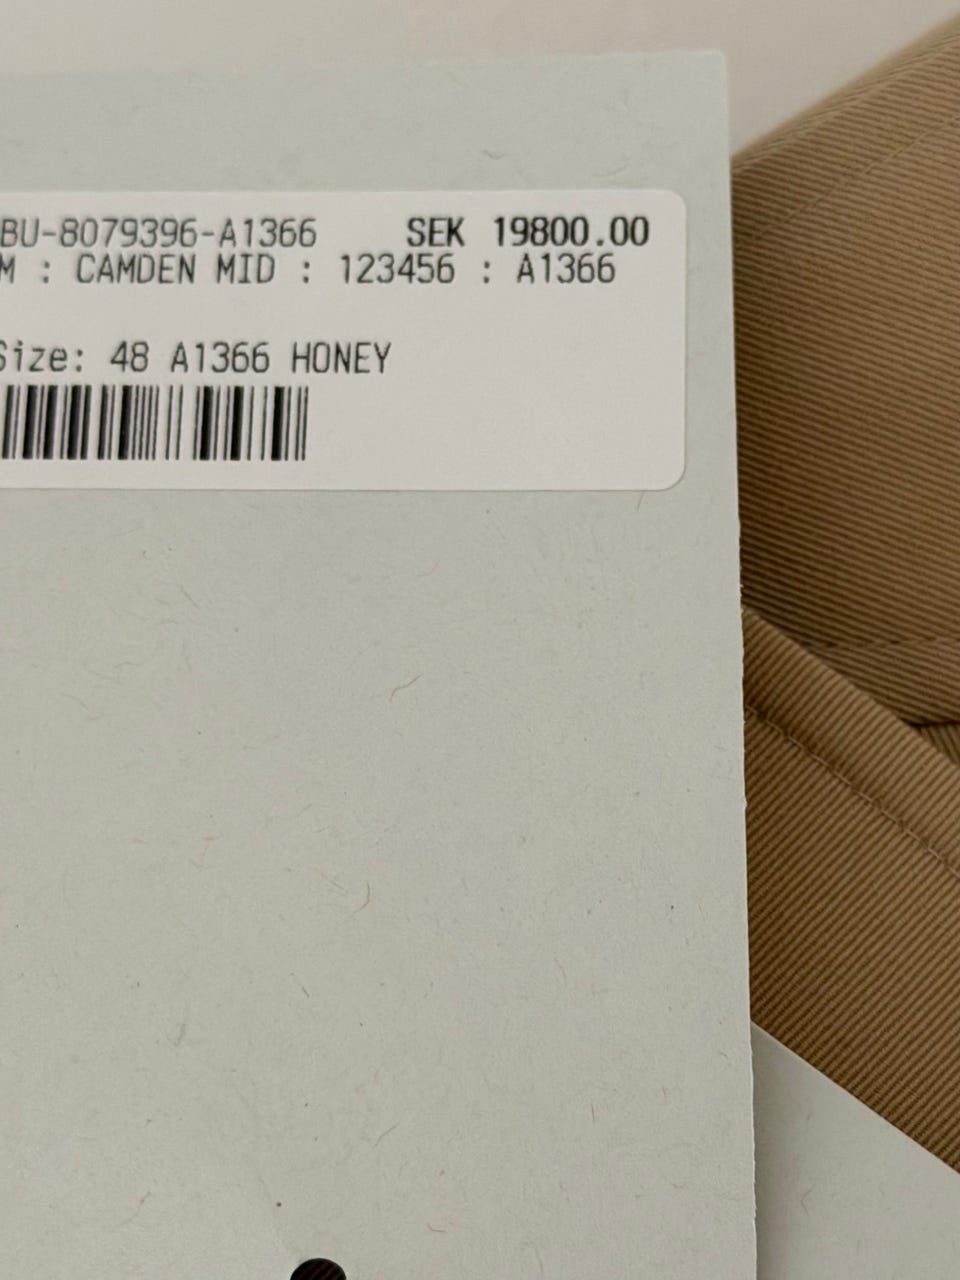 BU-8079396-A1366 SEK 19800.00
M : CAMDEN MID : 123456 : A1366
Size: 48 A1366 HONEY